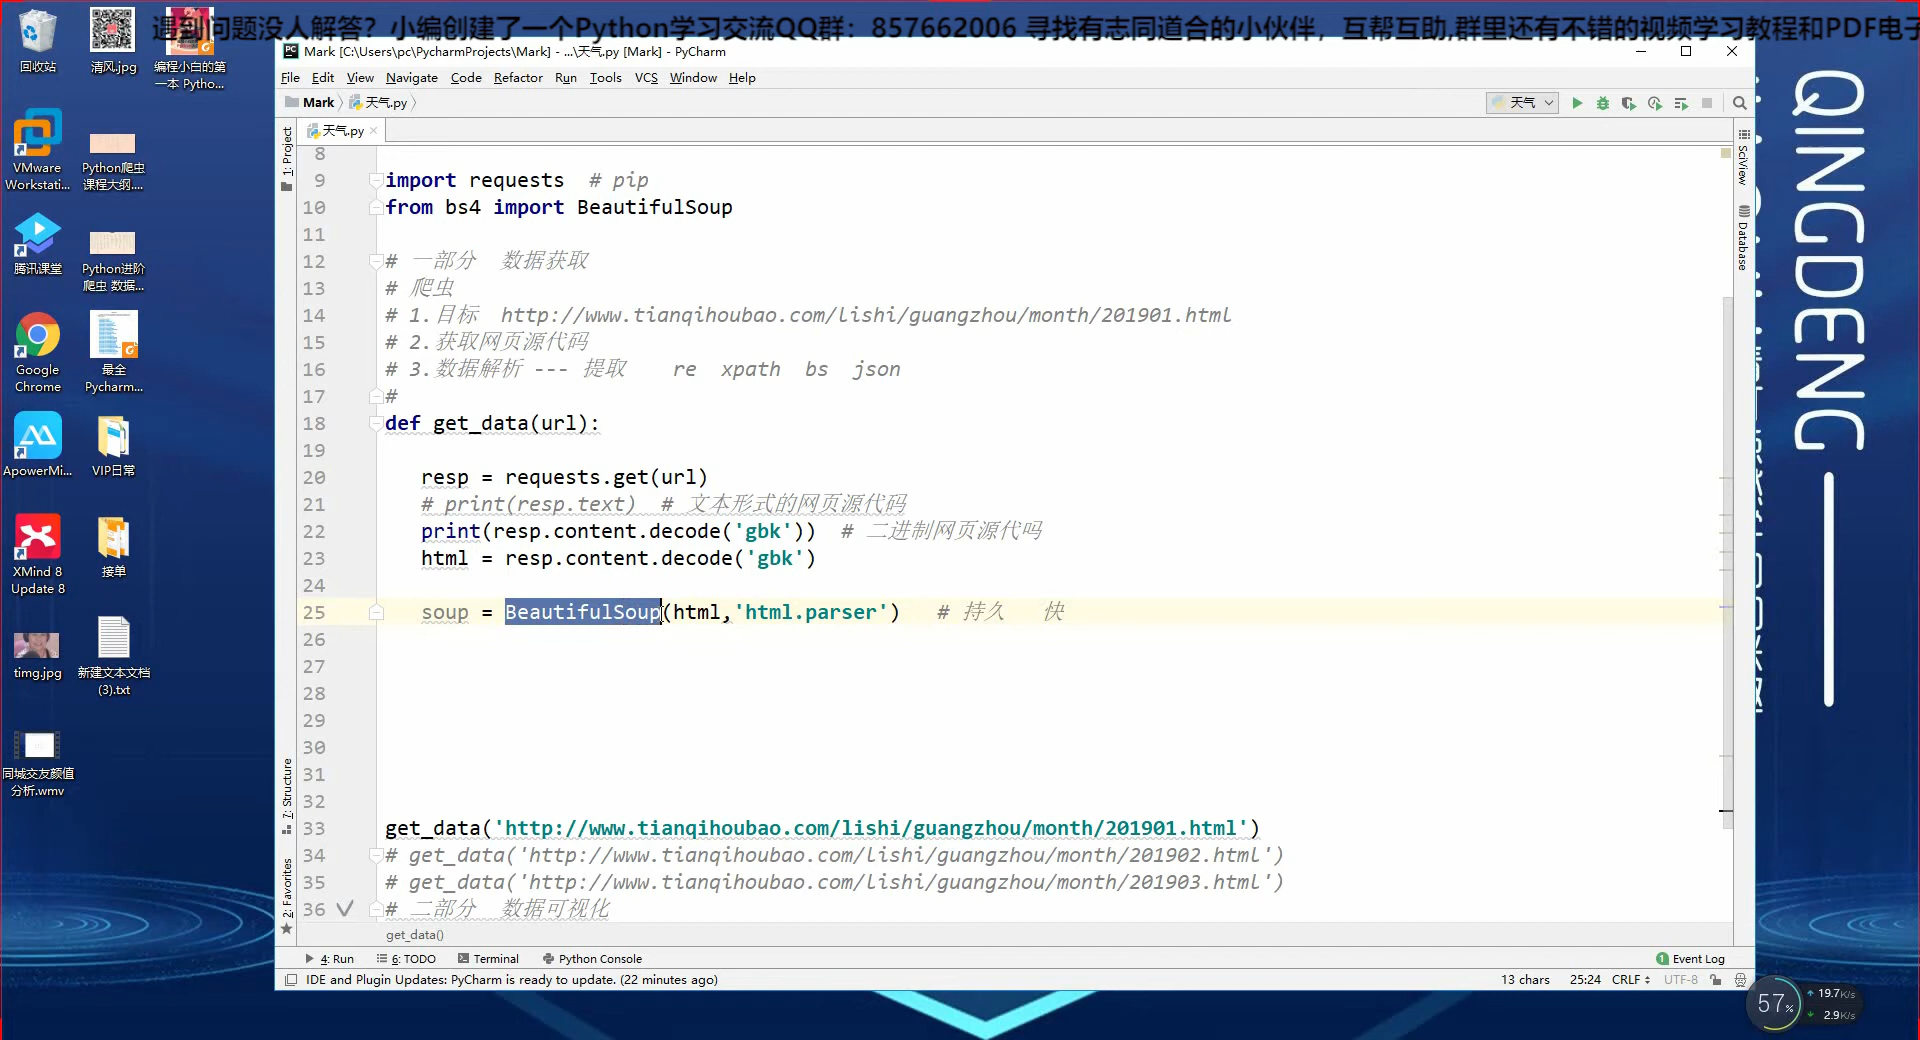 遇到问题没人解答？小编创建了一个Python学习交流QQ群：857662006 寻找有志同道合的小伙伴，互帮互助,群里还有不错的视频学习教程和PDF电子
回收站
清风.jpg
编程小白的第
一本 Pytho...
VMware
Workstati...
Python爬虫
课程大纲....
腾讯课堂
Python进阶
爬虫 数据...
Google
Chrome
最全
Pycharm...
ApowerMi...
VIP日常
XMind 8
Update 8
接单
timg.jpg
新建文本文档
(3).txt
同城交友颜值
分析.wmv
Mark [C:\Users\pc\PycharmProjects\Mark] - ...\天气.py [Mark] - PyCharm
File Edit View Navigate Code Refactor Run Tools VCS Window Help
Mark 天气.py
天气
天气.py
1: Project
7: Structure
2: Favorites
SciView
Database
8
9 import requests  # pip
10 from bs4 import BeautifulSoup
11
12 # 一部分  数据获取
13 # 爬虫
14 # 1.目标  http://www.tianqihoubao.com/lishi/guangzhou/month/201901.html
15 # 2.获取网页源代码
16 # 3.数据解析 --- 提取    re  xpath  bs  json
17 #
18 def get_data(url):
19
20    resp = requests.get(url)
21    # print(resp.text)  # 文本形式的网页源代码
22    print(resp.content.decode('gbk'))  # 二进制网页源代吗
23    html = resp.content.decode('gbk')
24
25    soup = BeautifulSoup(html,'html.parser')   # 持久   快
26
27
28
29
30
31
32
33 get_data('http://www.tianqihoubao.com/lishi/guangzhou/month/201901.html')
34 # get_data('http://www.tianqihoubao.com/lishi/guangzhou/month/201902.html')
35 # get_data('http://www.tianqihoubao.com/lishi/guangzhou/month/201903.html')
36 # 二部分  数据可视化
get_data()
4: Run 6: TODO Terminal Python Console
1 Event Log
IDE and Plugin Updates: PyCharm is ready to update. (22 minutes ago)
13 chars 25:24 CRLF UTF-8
QINGDENG
57%
19.7K/s
2.9K/s